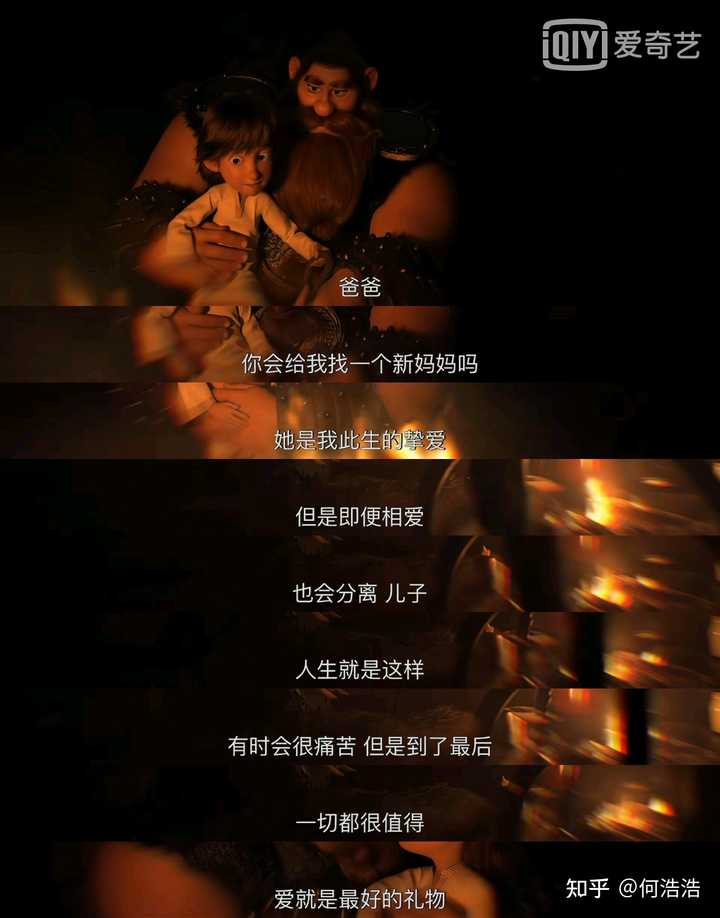 iQIYI 爱奇艺
爸爸
你会给我找一个新妈妈吗
她是我此生的挚爱
但是即便相爱
也会分离 儿子
人生就是这样
有时会很痛苦 但是到了最后
一切都很值得
爱就是最好的礼物
知乎 @何浩浩